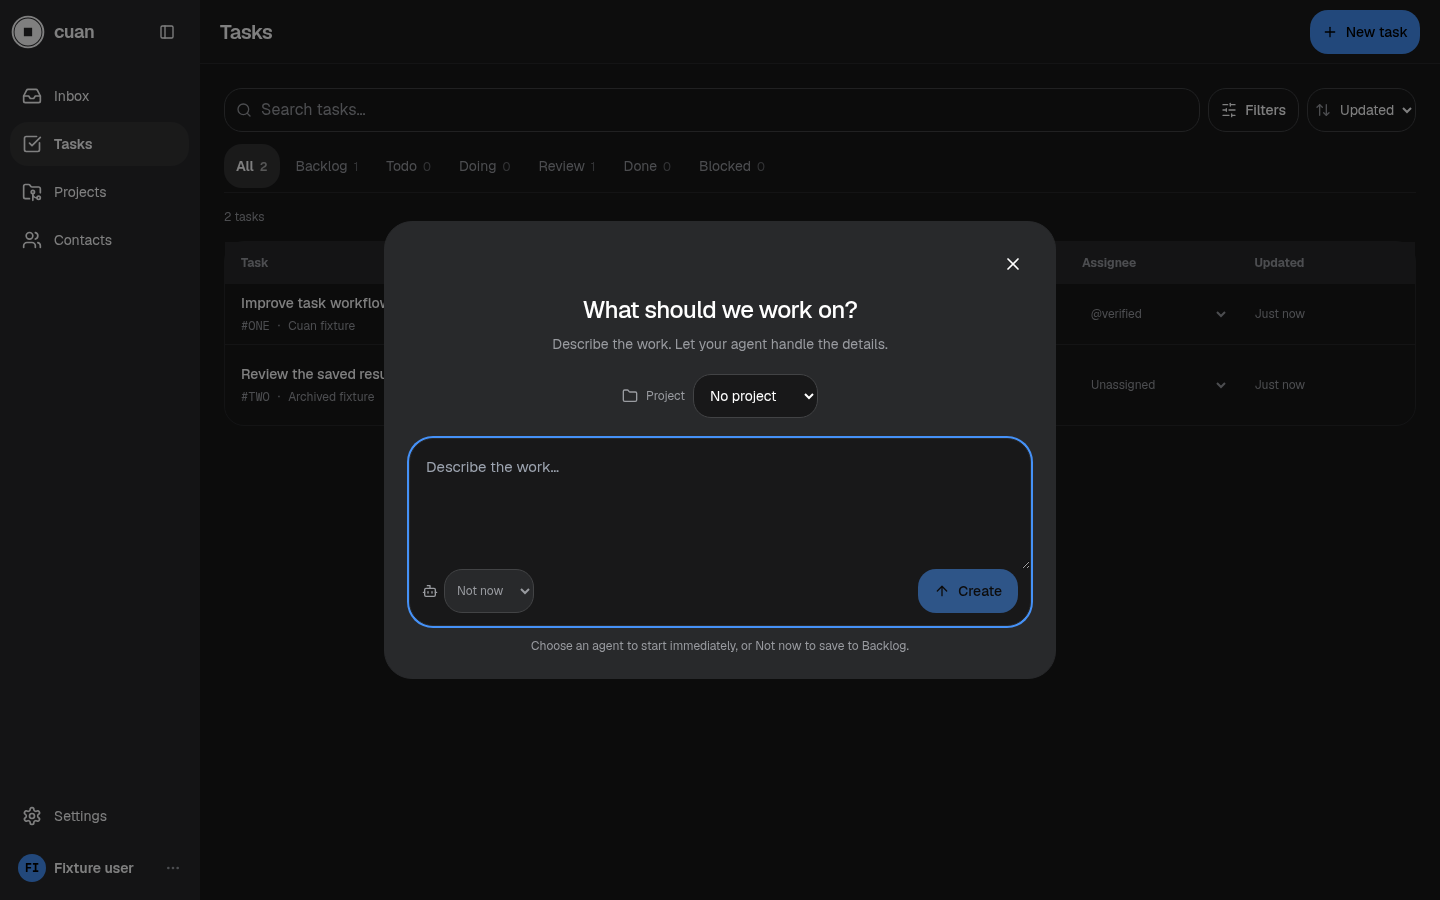 cuan
Tasks
New task
Inbox
Tasks
Projects
Contacts
Search tasks...
Filters
Updated
All 2
Backlog 1
Todo 0
Doing 0
Review 1
Done 0
Blocked 0
2 tasks
Task
Assignee
Updated
Improve task workflow
#ONE · Cuan fixture
@verified
Just now
Review the saved resu
#TWO · Archived fixture
Unassigned
Just now
What should we work on?
Describe the work. Let your agent handle the details.
Project
No project
Describe the work...
Not now
Create
Choose an agent to start immediately, or Not now to save to Backlog.
Settings
FI
Fixture user